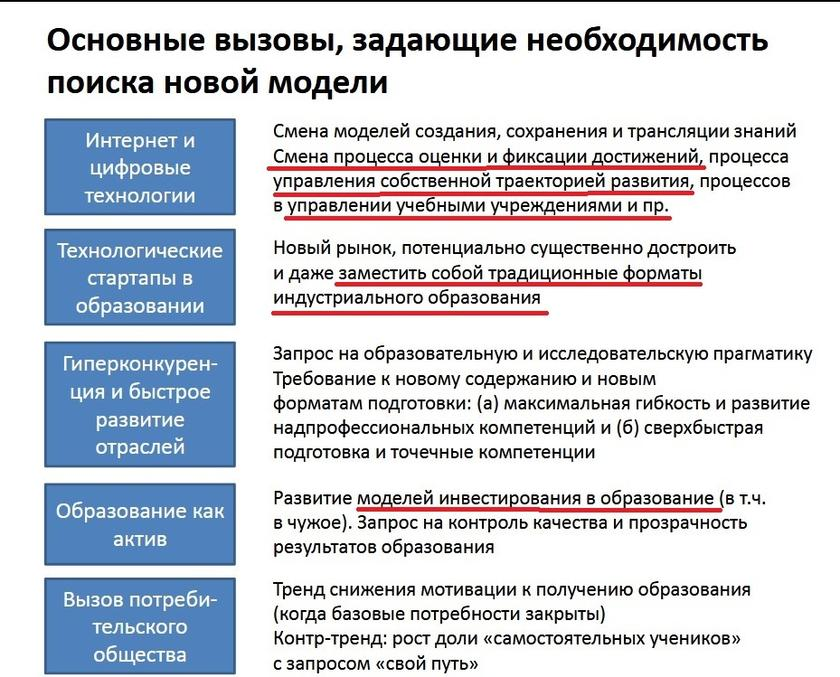 Основные вызовы, задающие необходимость
поиска новой модели
Интернет и
цифровые
технологии
Смена моделей создания, сохранения и трансляции знаний
Смена процесса оценки и фиксации достижений, процесса
управления собственной траекторией развития, процессов
в управлении учебными учреждениями и пр.
Технологические
стартапы в
образовании
Новый рынок, потенциально существенно достроить
и даже заместить собой традиционные форматы
индустриального образования
Гиперконкурен-
ция и быстрое
развитие
отраслей
Запрос на образовательную и исследовательскую прагматику
Требование к новому содержанию и новым
форматам подготовки: (а) максимальная гибкость и развитие
надпрофессиональных компетенций и (б) сверхбыстрая
подготовка и точечные компетенции
Образование как
актив
Развитие моделей инвестирования в образование (в т.ч.
в чужое). Запрос на контроль качества и прозрачность
результатов образования
Вызов потреби-
тельского
общества
Тренд снижения мотивации к получению образования
(когда базовые потребности закрыты)
Контр-тренд: рост доли «самостоятельных учеников»
с запросом «свой путь»